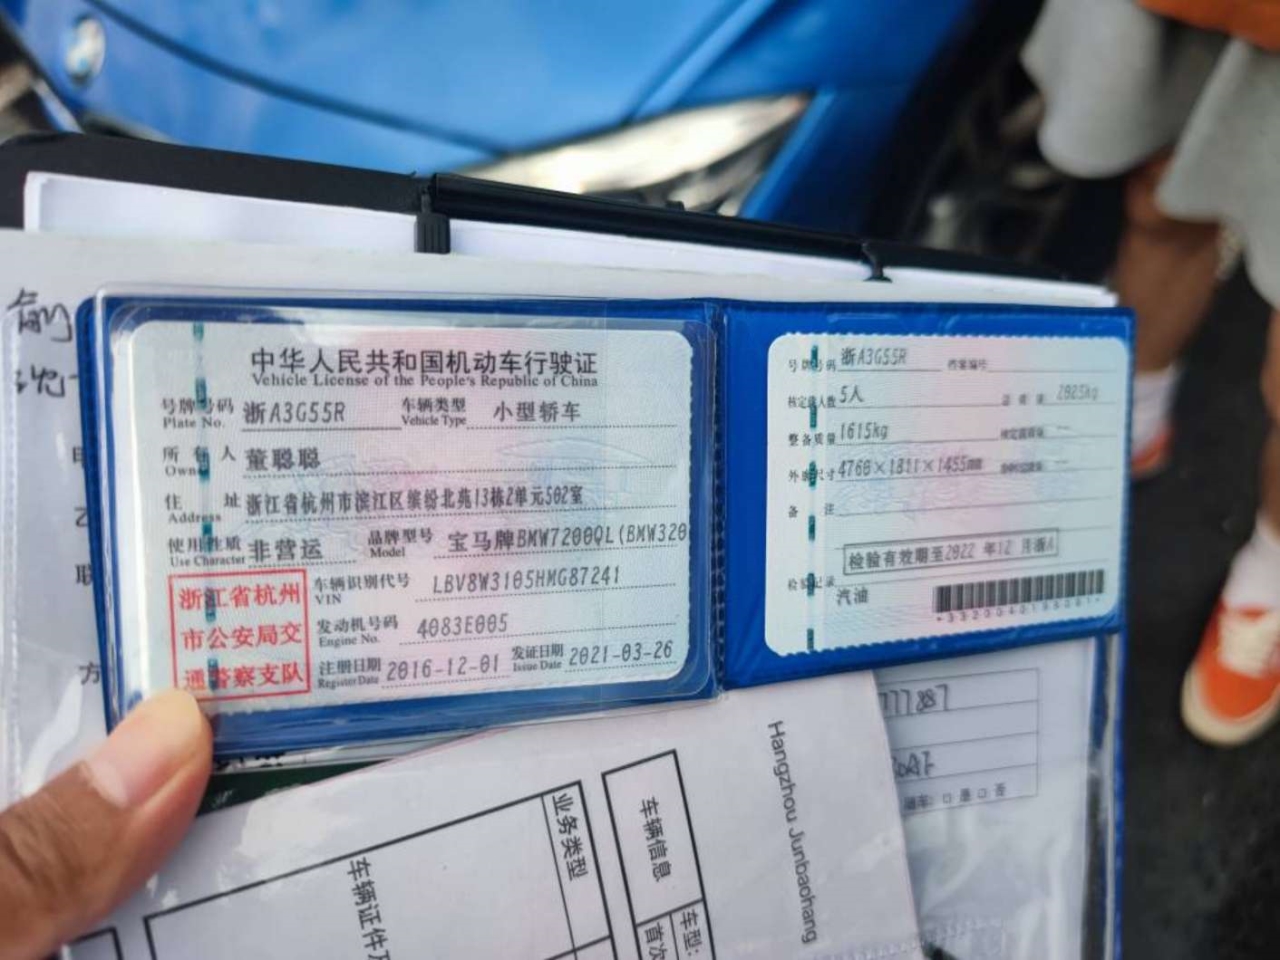 中华人民共和国机动车行驶证
Vehicle License of the People's Republic of China
号牌号码 浙A3G55R 车辆类型 小型轿车
Plate No. Vehicle Type
所有人 董聪聪
Owner
住址 浙江省杭州市滨江区缤纷北苑13栋2单元502室
Address
使用性质 非营运 品牌型号 宝马牌BMW7200QL(BMW320
Use Character Model
浙江省杭州
市公安局交
通警察支队
车辆识别代号 LBV8W3105HMG87241
VIN
发动机号码 4083E005
Engine No.
注册日期 2016-12-01 发证日期 2021-03-26
Register Date Issue Date
号牌号码 浙A3G55R 档案编号
核定载人数 5人 总质量 2025kg
整备质量 1615kg 核定载质量 --
外廓尺寸 4760×1811×1455 --
备注
检验有效期至2022年12月浙A
检验记录
汽油
业务类型
车辆信息
车型:
首次
Hangzhou Junbaohang